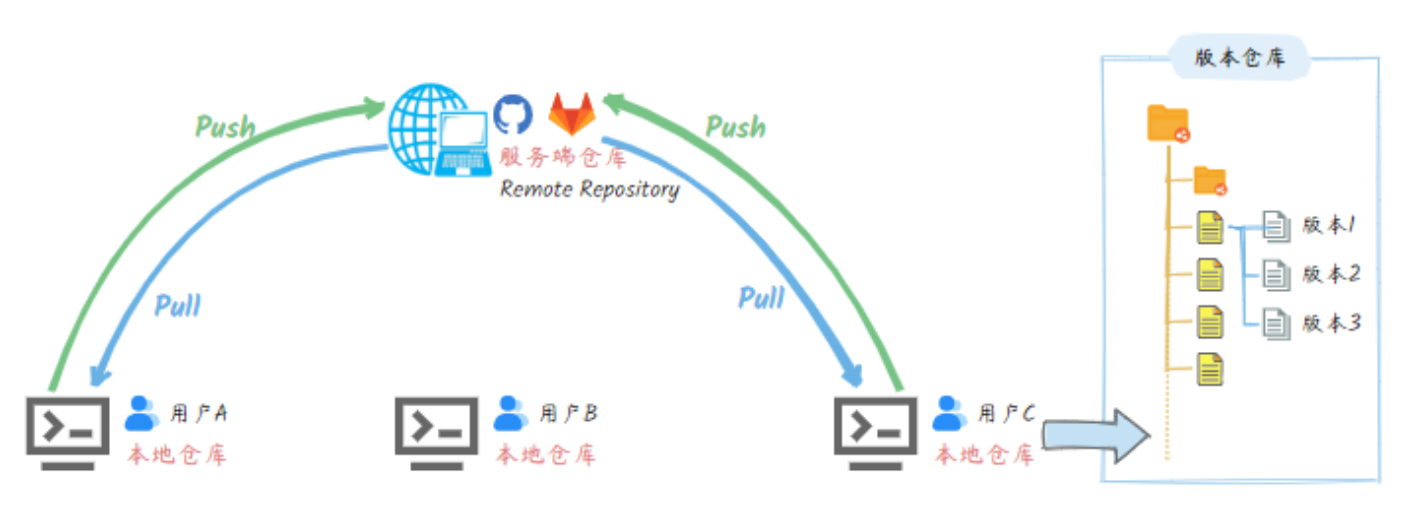 版本仓库
Push
Push
服务端仓库
Remote Repository
版本1
版本2
版本3
Pull
Pull
用户A
本地仓库
用户B
本地仓库
用户C
本地仓库